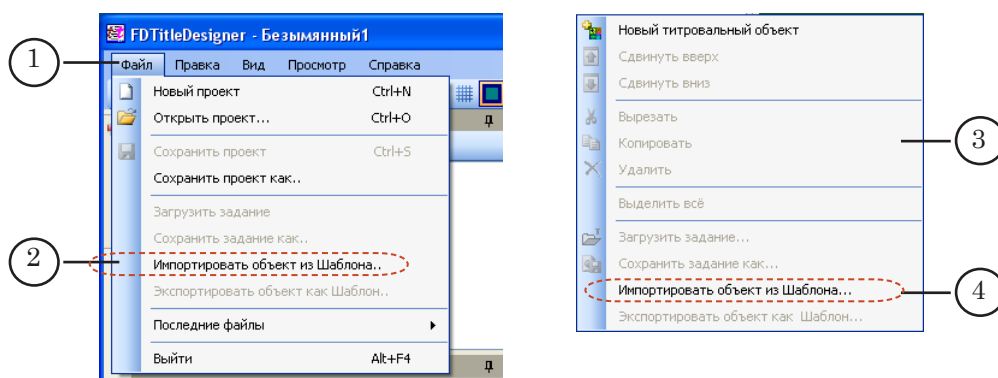 FDTitleDesigner - Безымянный1
1
Файл Правка Вид Просмотр Справка
Новый проект Ctrl+N
Открыть проект... Ctrl+O
Сохранить проект Ctrl+S
Сохранить проект как..
Загрузить задание
Сохранить задание как..
2
Импортировать объект из Шаблона..
Экспортировать объект как Шаблон..
Последние файлы
Выйти Alt+F4
Новый титровальный объект
Сдвинуть вверх
Сдвинуть вниз
Вырезать
Копировать
3
Удалить
Выделить всё
Загрузить задание...
Сохранить задание как...
Импортировать объект из Шаблона...
4
Экспортировать объект как Шаблон...